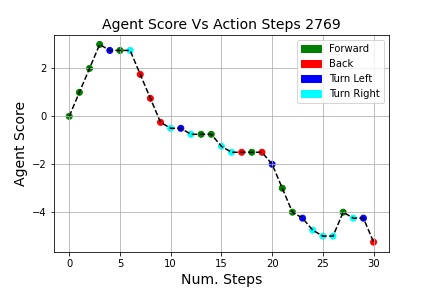 Agent Score Vs Action Steps 2769
Forward
Back
Turn Left
Turn Right
Agent Score
2
0
−2
−4
0 5 10 15 20 25 30
Num. Steps